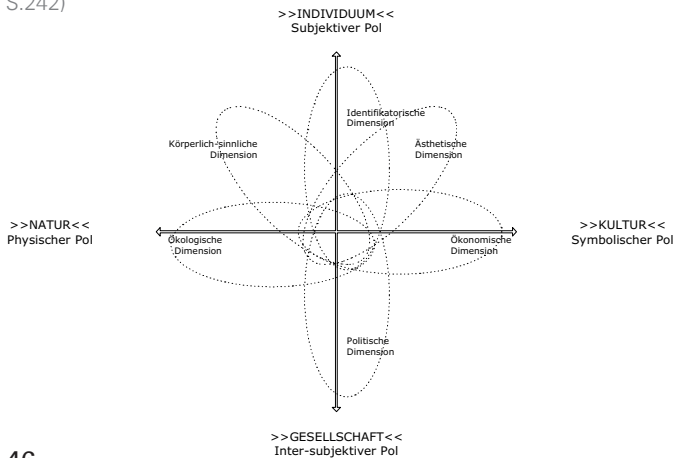 S.242)
>>INDIVIDUUM<<
Subjektiver Pol
Identifikatorische
Dimension
Körperlich-sinnliche
Dimension
Ästhetische
Dimension
>>NATUR<<
Physischer Pol
Ökologische
Dimension
Ökonomische
Dimension
>>KULTUR<<
Symbolischer Pol
Politische
Dimension
>>GESELLSCHAFT<<
Inter-subjektiver Pol
46